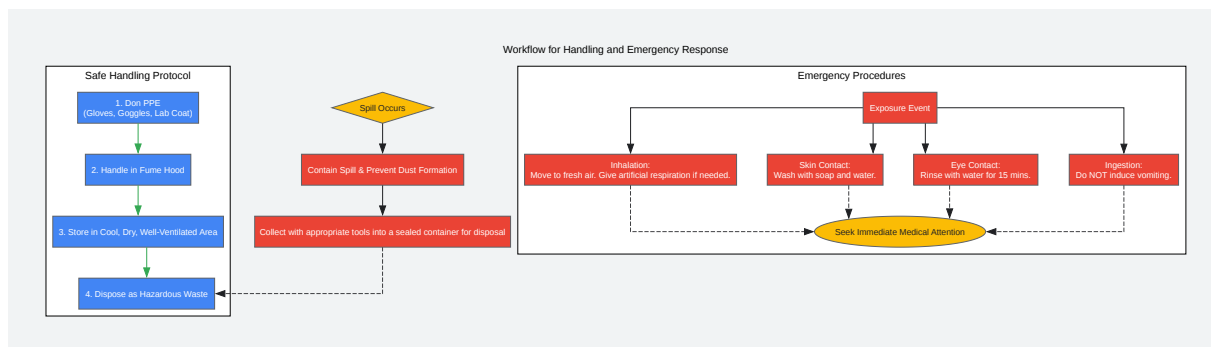 Workflow for Handling and Emergency Response
Safe Handling Protocol
1. Don PPE
(Gloves, Goggles, Lab Coat)
2. Handle in Fume Hood
3. Store in Cool, Dry, Well-Ventilated Area
4. Dispose as Hazardous Waste
Spill Occurs
Contain Spill & Prevent Dust Formation
Collect with appropriate tools into a sealed container for disposal
Emergency Procedures
Exposure Event
Inhalation:
Move to fresh air. Give artificial respiration if needed.
Skin Contact:
Wash with soap and water.
Eye Contact:
Rinse with water for 15 mins.
Ingestion:
Do NOT induce vomiting.
Seek Immediate Medical Attention